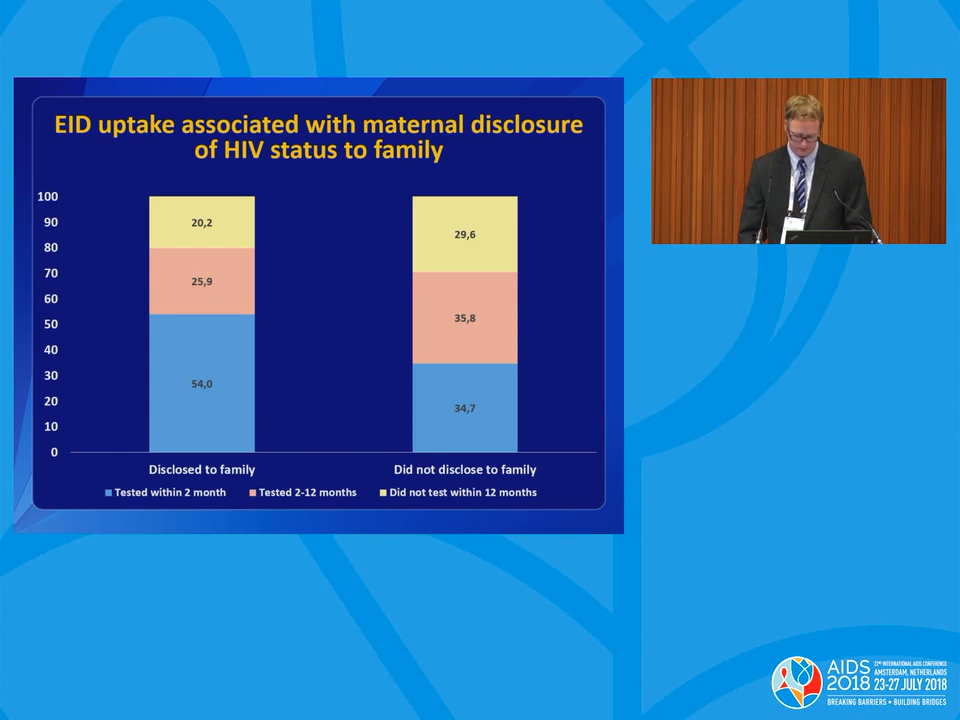 EID uptake associated with maternal disclosure
of HIV status to family
100
90
80
70
60
50
40
30
20
10
0
20,2
25,9
54,0
29,6
35,8
34,7
Disclosed to family
Did not disclose to family
Tested within 2 month
Tested 2-12 months
Did not test within 12 months
AIDS
2018
22ND INTERNATIONAL AIDS CONFERENCE
AMSTERDAM, NETHERLANDS
23-27 JULY 2018
BREAKING BARRIERS • BUILDING BRIDGES